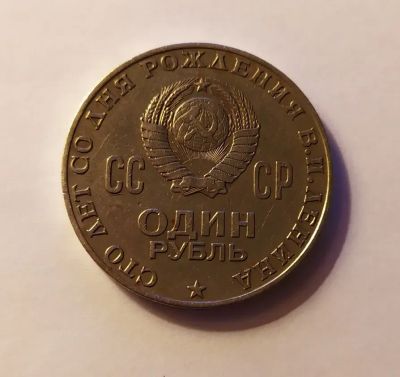 СТО ЛЕТ СО ДНЯ РОЖДЕНИЯ В.И.ЛЕНИНА
СС СР
ОДИН
РУБЛЬ